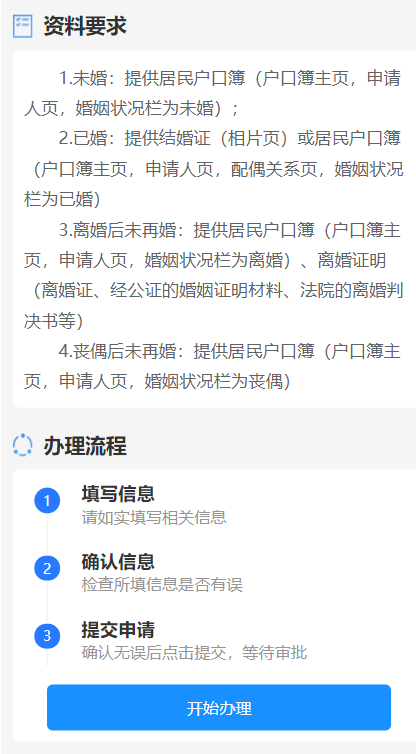 资料要求
1.未婚：提供居民户口簿（户口簿主页，申请
人页，婚姻状况栏为未婚）；
2.已婚：提供结婚证（相片页）或居民户口簿
（户口簿主页，申请人页，配偶关系页，婚姻状况
栏为已婚）
3.离婚后未再婚：提供居民户口簿（户口簿主
页，申请人页，婚姻状况栏为离婚）、离婚证明
（离婚证、经公证的婚姻证明材料、法院的离婚判
决书等）
4.丧偶后未再婚：提供居民户口簿（户口簿主
页，申请人页，婚姻状况栏为丧偶）
办理流程
1 填写信息
请如实填写相关信息
2 确认信息
检查所填信息是否有误
3 提交申请
确认无误后点击提交，等待审批
开始办理